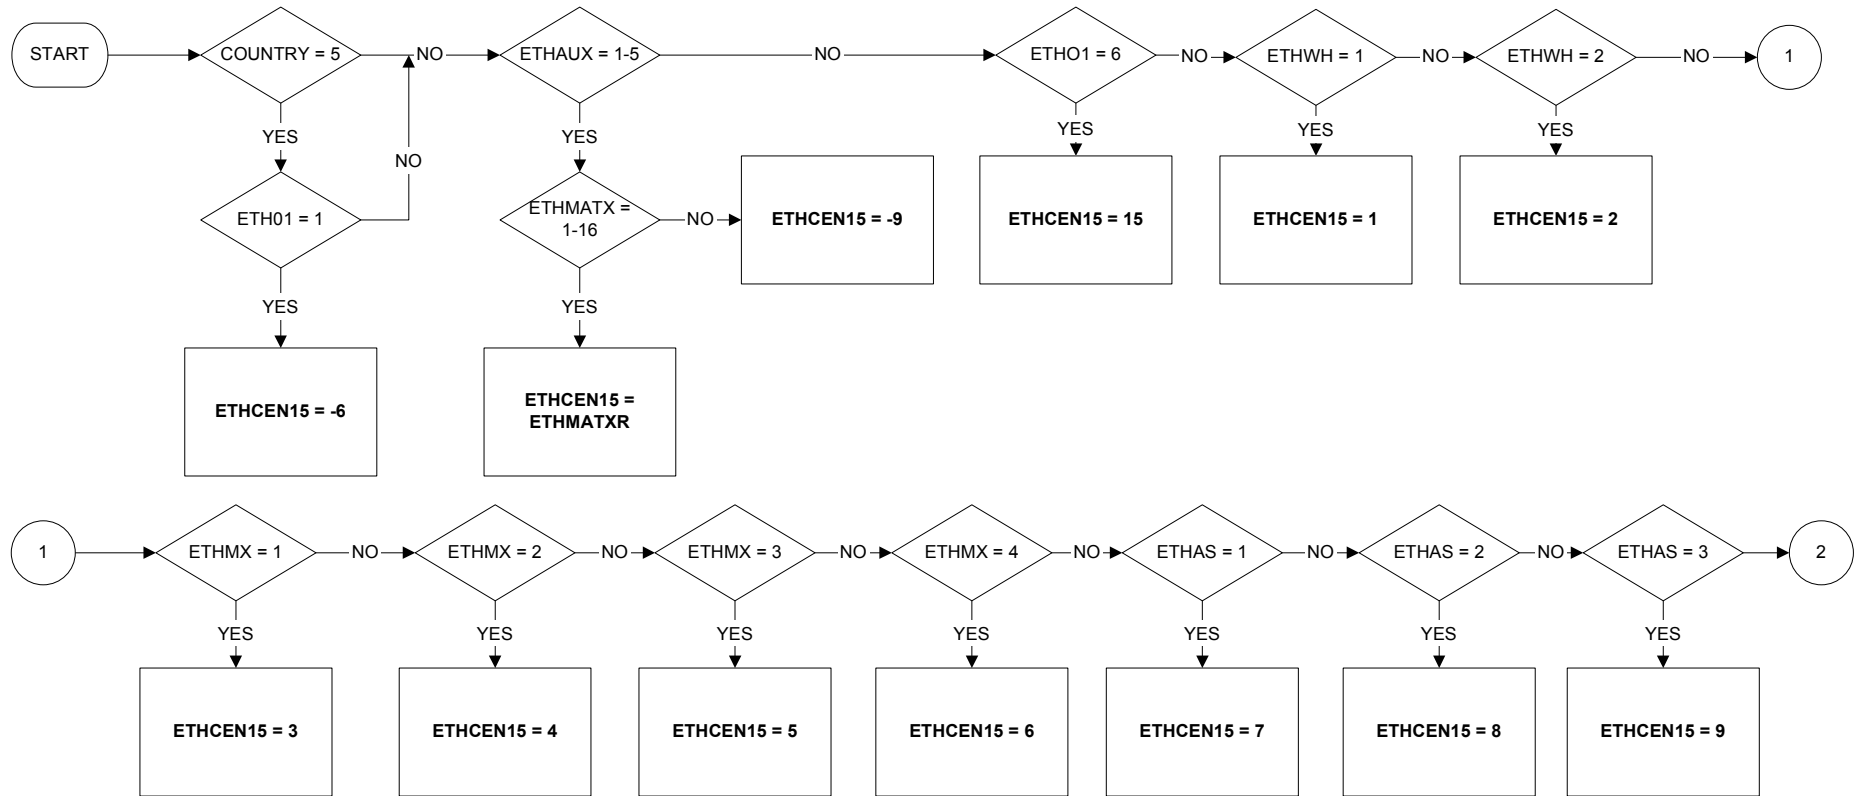 START
COUNTRY = 5
NO
ETHAUX = 1-5
NO
ETHO1 = 6
NO
ETHWH = 1
NO
ETHWH = 2
NO
1
YES
YES
YES
YES
YES
NO
ETH01 = 1
ETHMATX =
1-16
NO
ETHCEN15 = -9
ETHCEN15 = 15
ETHCEN15 = 1
ETHCEN15 = 2
YES
YES
ETHCEN15 = -6
ETHCEN15 =
ETHMATXR
1
ETHMX = 1
NO
ETHMX = 2
NO
ETHMX = 3
NO
ETHMX = 4
NO
ETHAS = 1
NO
ETHAS = 2
NO
ETHAS = 3
2
YES
YES
YES
YES
YES
YES
YES
ETHCEN15 = 3
ETHCEN15 = 4
ETHCEN15 = 5
ETHCEN15 = 6
ETHCEN15 = 7
ETHCEN15 = 8
ETHCEN15 = 9